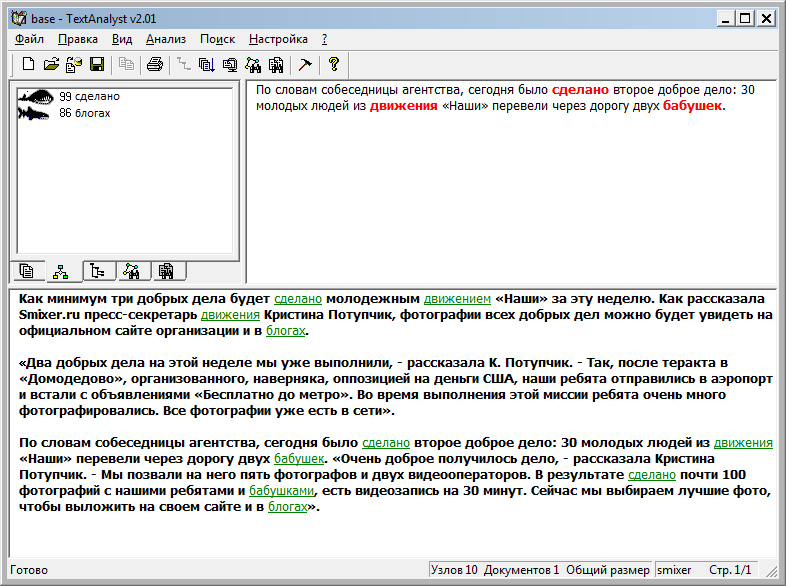 base - TextAnalyst v2.01
Файл Правка Вид Анализ Поиск Настройка ?
99 сделано
86 блогах
По словам собеседницы агентства, сегодня было сделано второе доброе дело: 30
молодых людей из движения «Наши» перевели через дорогу двух бабушек.
Как минимум три добрых дела будет сделано молодежным движением «Наши» за эту неделю. Как рассказала
Smixer.ru пресс-секретарь движения Кристина Потупчик, фотографии всех добрых дел можно будет увидеть на
официальном сайте организации и в блогах.
«Два добрых дела на этой неделе мы уже выполнили, - рассказала К. Потупчик. - Так, после теракта в
«Домодедово», организованного, наверняка, оппозицией на деньги США, наши ребята отправились в аэропорт
и встали с объявлениями «Бесплатно до метро». Во время выполнения этой миссии ребята очень много
фотографировались. Все фотографии уже есть в сети».
По словам собеседницы агентства, сегодня было сделано второе доброе дело: 30 молодых людей из движения
«Наши» перевели через дорогу двух бабушек. «Очень доброе получилось дело, - рассказала Кристина
Потупчик. - Мы позвали на него пять фотографов и двух видеооператоров. В результате сделано почти 100
фотографий с нашими ребятами и бабушками, есть видеозапись на 30 минут. Сейчас мы выбираем лучшие фото,
чтобы выложить на своем сайте и в блогах».
Готово Узлов 10 Документов 1 Общий размер smixer Стр. 1/1